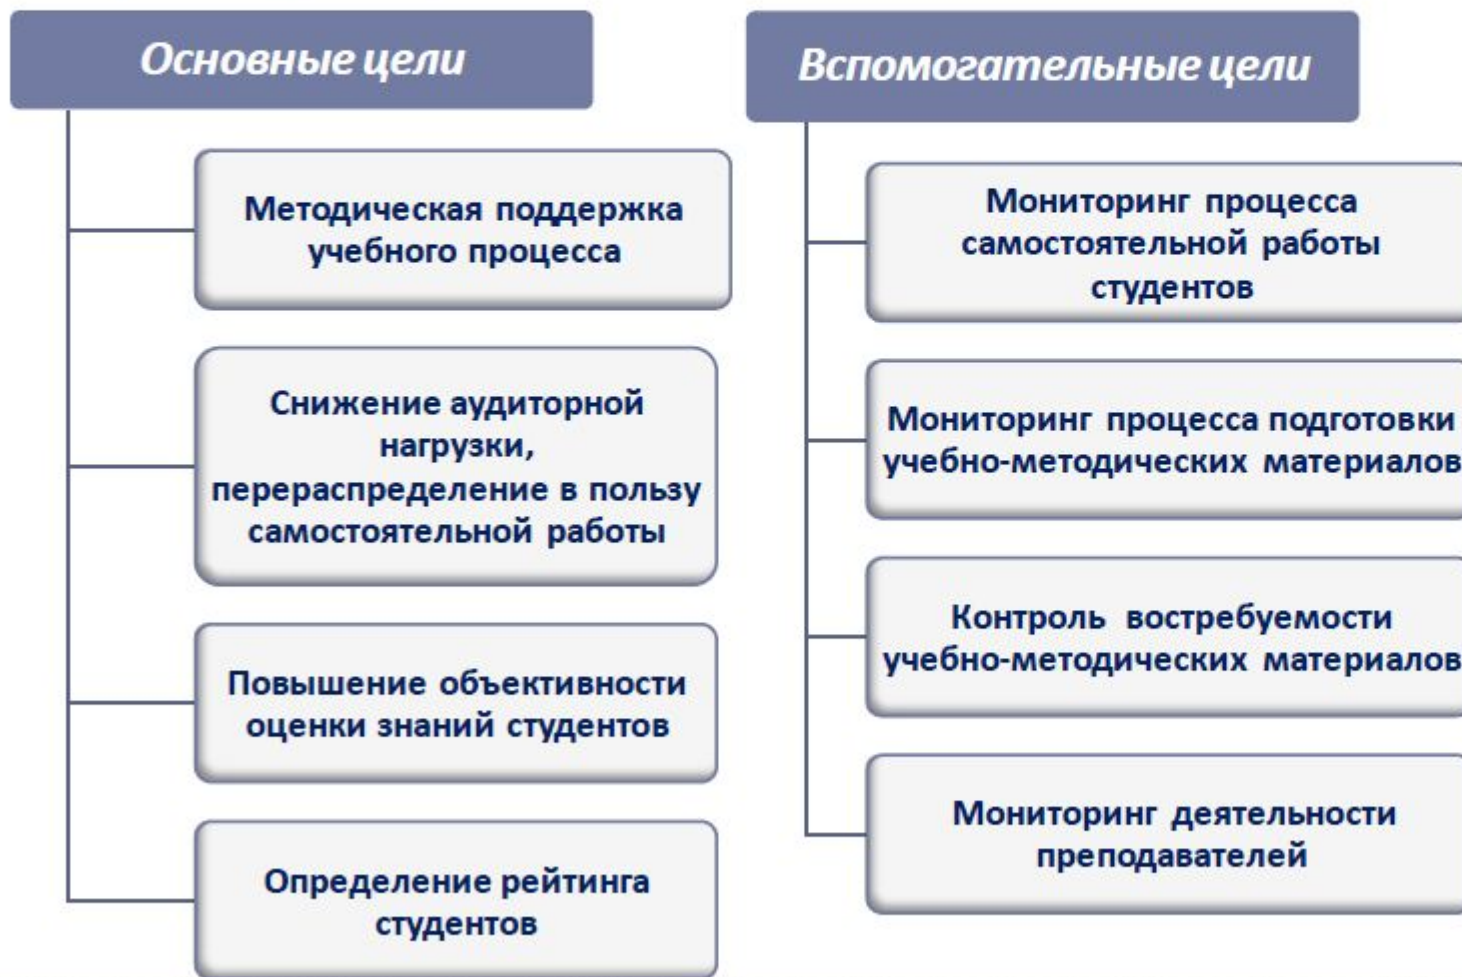 Основные цели
Методическая поддержка
учебного процесса
Снижение аудиторной
нагрузки,
перераспределение в пользу
самостоятельной работы
Повышение объективности
оценки знаний студентов
Определение рейтинга
студентов
Вспомогательные цели
Мониторинг процесса
самостоятельной работы
студентов
Мониторинг процесса подготовки
учебно-методических материалов
Контроль востребуемости
учебно-методических материалов
Мониторинг деятельности
преподавателей